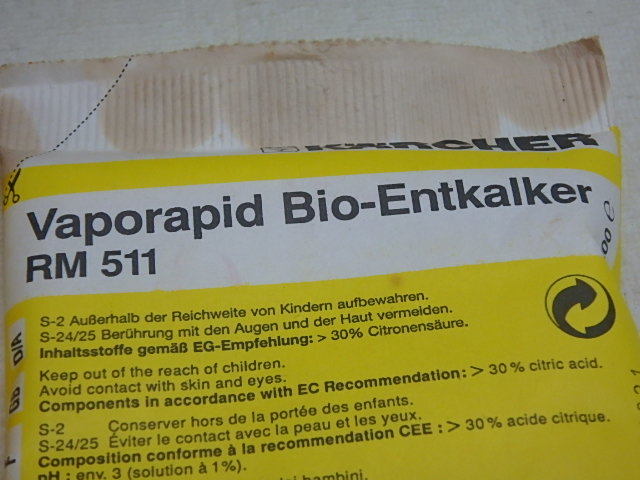 KÄRCHER
Vaporapid Bio-Entkalker
RM 511
D/A
S-2 Außerhalb der Reichweite von Kindern aufbewahren.
S-24/25 Berührung mit den Augen und der Haut vermeiden.
Inhaltsstoffe gemäß EG-Empfehlung: > 30% Citronensäure.
GB
Keep out of the reach of children.
Avoid contact with skin and eyes.
Components in accordance with EC Recommendation: > 30% citric acid.
F
S-2 Conserver hors de la portée des enfants.
S-24/25 Éviter le contact avec la peau et les yeux.
Composition conforme à la recommendation CEE : > 30% acide citrique.
pH : env. 3 (solution à 1%).
bambini.